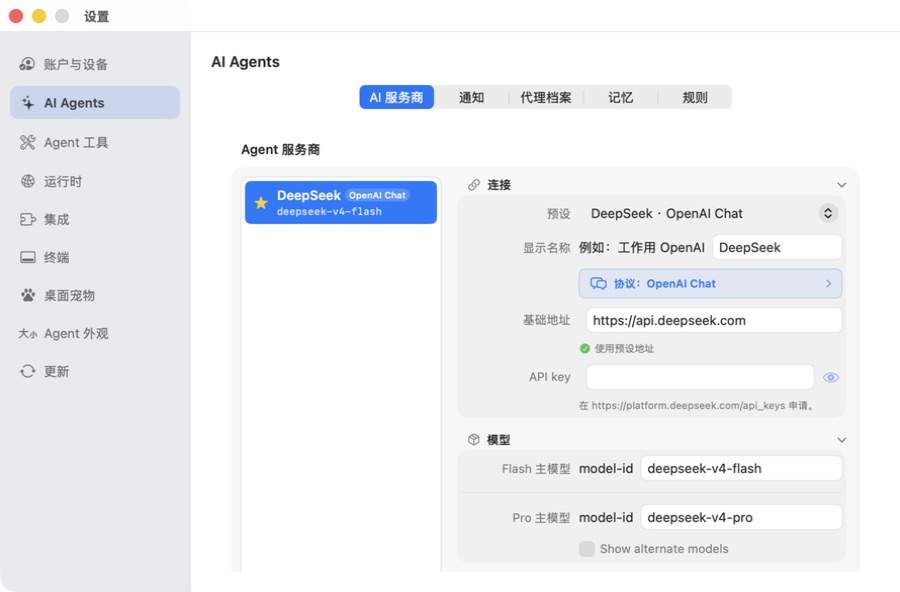 设置
账户与设备
AI Agents
Agent 工具
运行时
集成
终端
桌面宠物
大小 Agent 外观
更新
AI Agents
AI 服务商 通知 代理档案 记忆 规则
Agent 服务商
DeepSeek OpenAI Chat
deepseek-v4-flash
连接
预设 DeepSeek · OpenAI Chat
显示名称 例如：工作用 OpenAI DeepSeek
协议：OpenAI Chat
基础地址 https://api.deepseek.com
使用预设地址
API key
在 https://platform.deepseek.com/api_keys 申请。
模型
Flash 主模型 model-id deepseek-v4-flash
Pro 主模型 model-id deepseek-v4-pro
Show alternate models